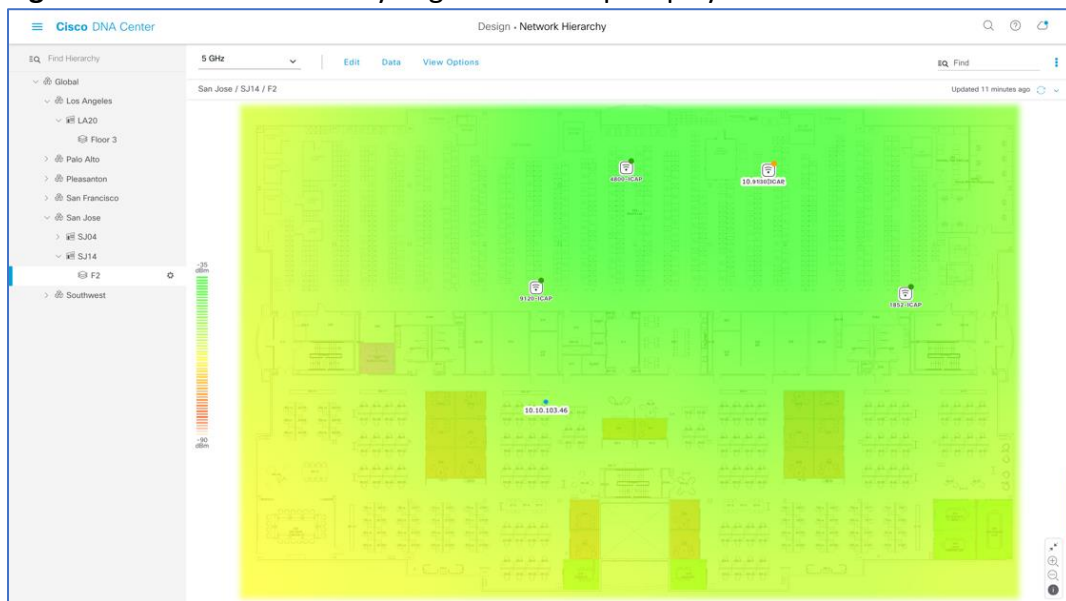 Cisco DNA Center
Design • Network Hierarchy
Find Hierarchy
Global
Los Angeles
LA20
Floor 3
Palo Alto
Pleasanton
San Francisco
San Jose
SJ04
SJ14
F2
Southwest
5 GHz
Edit Data View Options
Find
San Jose / SJ14 / F2
Updated 11 minutes ago
4800-ICAP
9120-ICAP
1852-ICAP
10.10.103.46
-35
dBm
-90
dBm